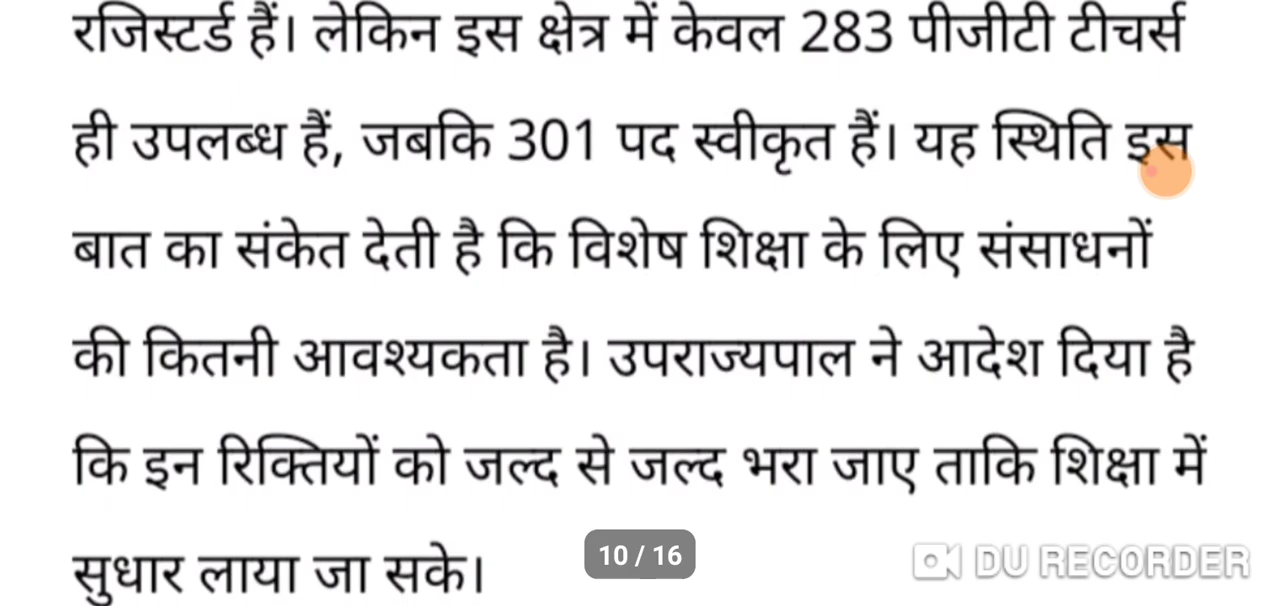 रजिस्टर्ड हैं। लेकिन इस क्षेत्र में केवल 283 पीजीटी टीचर्स
ही उपलब्ध हैं, जबकि 301 पद स्वीकृत हैं। यह स्थिति इस
बात का संकेत देती है कि विशेष शिक्षा के लिए संसाधनों
की कितनी आवश्यकता है। उपराज्यपाल ने आदेश दिया है
कि इन रिक्तियों को जल्द से जल्द भरा जाए ताकि शिक्षा में
सुधार लाया जा सके।
10 / 16
DU RECORDER